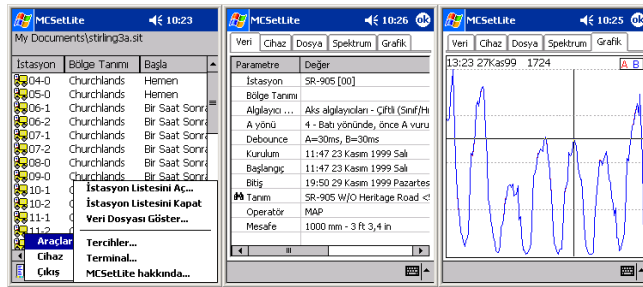 MCSetLite 10:23
My Documents\stirling3a.sit
İstasyon Bölge Tanımı Başla
04-0 Churchlands Hemen
05-0 Churchlands Hemen
06-1 Churchlands Bir Saat Sonra
06-2 Churchlands Bir Saat Sonra
07-1 Churchlands Bir Saat Sonra
07-2 Churchlands Bir Saat Sonra
08-0 Churchlands Bir Saat Sonra
09-0 Churchlands Bir Saat Sonra
10-1
10-2
11-1
11-2
İstasyon Listesini Aç...
İstasyon Listesini Kapat
Veri Dosyası Göster...
Tercihler...
Terminal...
MCSetLite hakkında...
Araçlar
Cihaz
Çıkış
MCSetLite 10:26 ok
Veri Cihaz Dosya Spektrum Grafik
Parametre Değer
İstasyon SR-905 [00]
Bölge Tanımı
Algılayıcı ... Aks algılayıcıları - Çiftli (Sınıf/Hı
A yönü 4 - Batı yönünde, önce A vuru
Debounce A=30ms, B=30ms
Kurulum 11:47 23 Kasım 1999 Salı
Başlangıç 11:47 23 Kasım 1999 Salı
Bitiş 19:50 29 Kasım 1999 Pazartes
Tanım SR-905 W/O Heritage Road <
Operatör MAP
Mesafe 1000 mm - 3 ft 3,4 in
MCSetLite 10:25 ok
Veri Cihaz Dosya Spektrum Grafik
13:23 27Kas99 1724 A B